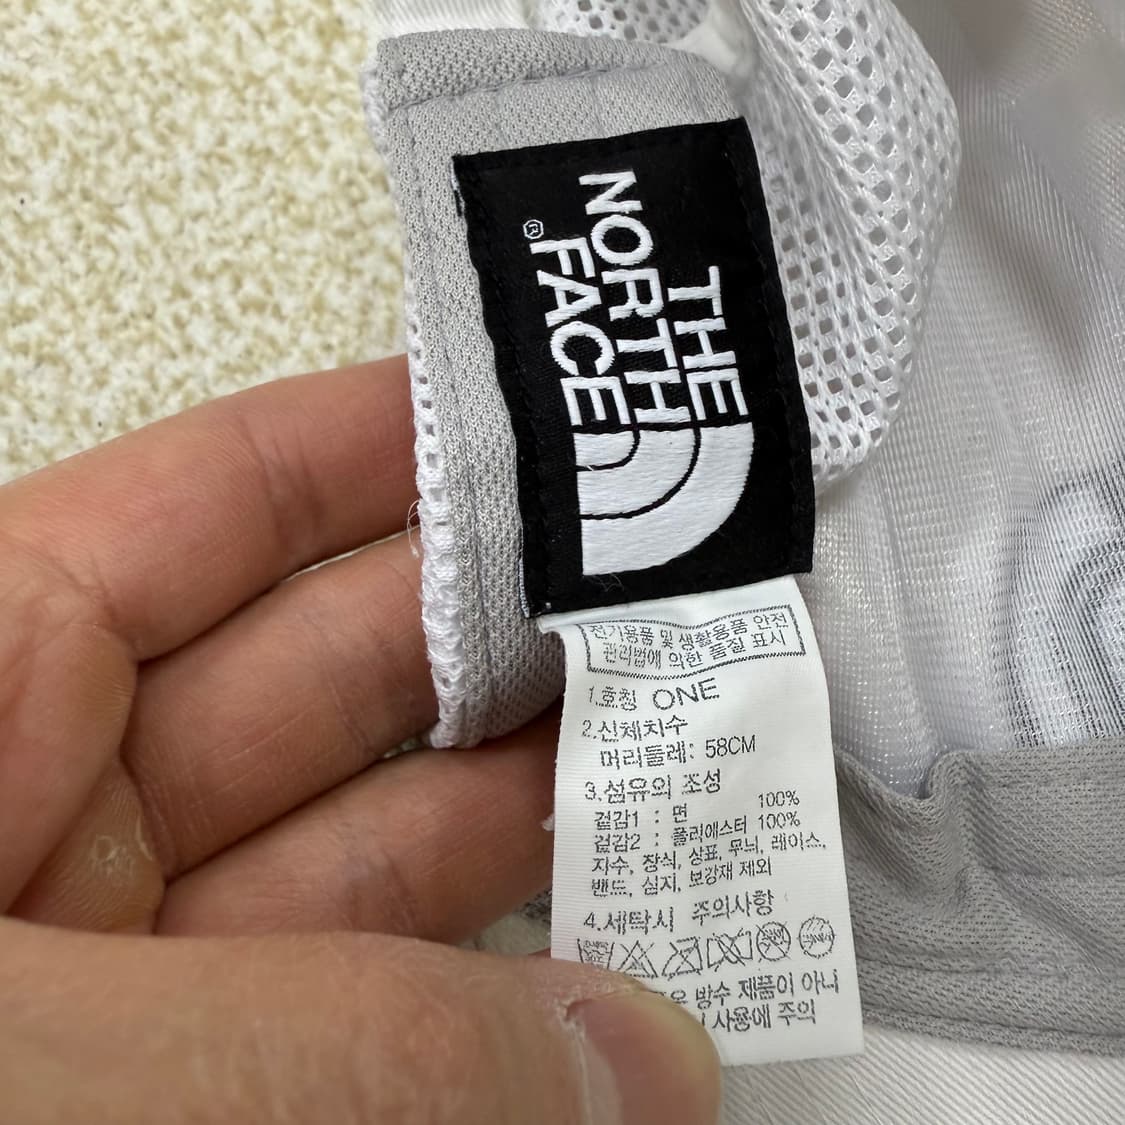 THE
NORTH
FACE®
전기용품 및 생활용품 안전
관리법에 의한 품질 표시
1.호칭 ONE
2.신체치수
머리둘레: 58CM
3.섬유의 조성
겉감1 : 면 100%
겉감2 : 폴리에스터 100%
자수, 장식, 상표, 무늬, 레이스,
밴드, 심지, 보강재 제외
4.세탁시 주의사항
방수 제품이 아니
사용에 주의